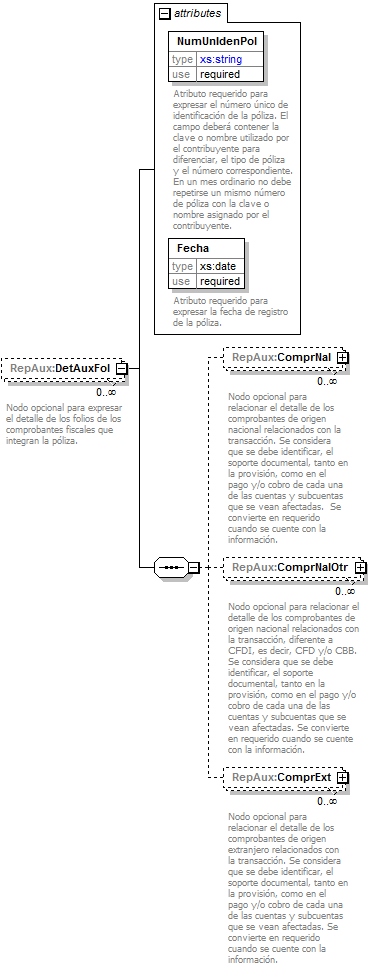 attributes
NumUnIdenPol
type xs:string
use required
Atributo requerido para
expresar el número único de
identificación de la póliza. El
campo deberá contener la
clave o nombre utilizado por
el contribuyente para
diferenciar, el tipo de póliza
y el número correspondiente.
En un mes ordinario no debe
repetirse un mismo número
de póliza con la clave o
nombre asignado por el
contribuyente.
Fecha
type xs:date
use required
Atributo requerido para
expresar la fecha de registro
de la póliza.
RepAux:DetAuxFol
0..∞
Nodo opcional para expresar
el detalle de los folios de los
comprobantes fiscales que
integran la póliza.
RepAux:ComprNal
0..∞
Nodo opcional para
relacionar el detalle de los
comprobantes de origen
nacional relacionados con la
transacción. Se considera
que se debe identificar, el
soporte documental, tanto en
la provisión, como en el
pago y/o cobro de cada una
de las cuentas y subcuentas
que se vean afectadas.  Se
convierte en requerido
cuando se cuente con la
información.
RepAux:ComprNalOtr
0..∞
Nodo opcional para relacionar el
detalle de los comprobantes de
origen nacional relacionados con
la transacción, diferente a
CFDI, es decir, CFD y/o CBB.
Se considera que se debe
identificar, el soporte
documental, tanto en la
provisión, como en el pago y/o
cobro de cada una de las
cuentas y subcuentas que se
vean afectadas. Se convierte
en requerido cuando se cuente
con la información.
RepAux:ComprExt
0..∞
Nodo opcional para
relacionar el detalle de los
comprobantes de origen
extranjero relacionados con
la transacción. Se considera
que se debe identificar, el
soporte documental, tanto en
la provisión, como en el
pago y/o cobro de cada una
de las cuentas y subcuentas
que se vean afectadas. Se
convierte en requerido
cuando se cuente con la
información.